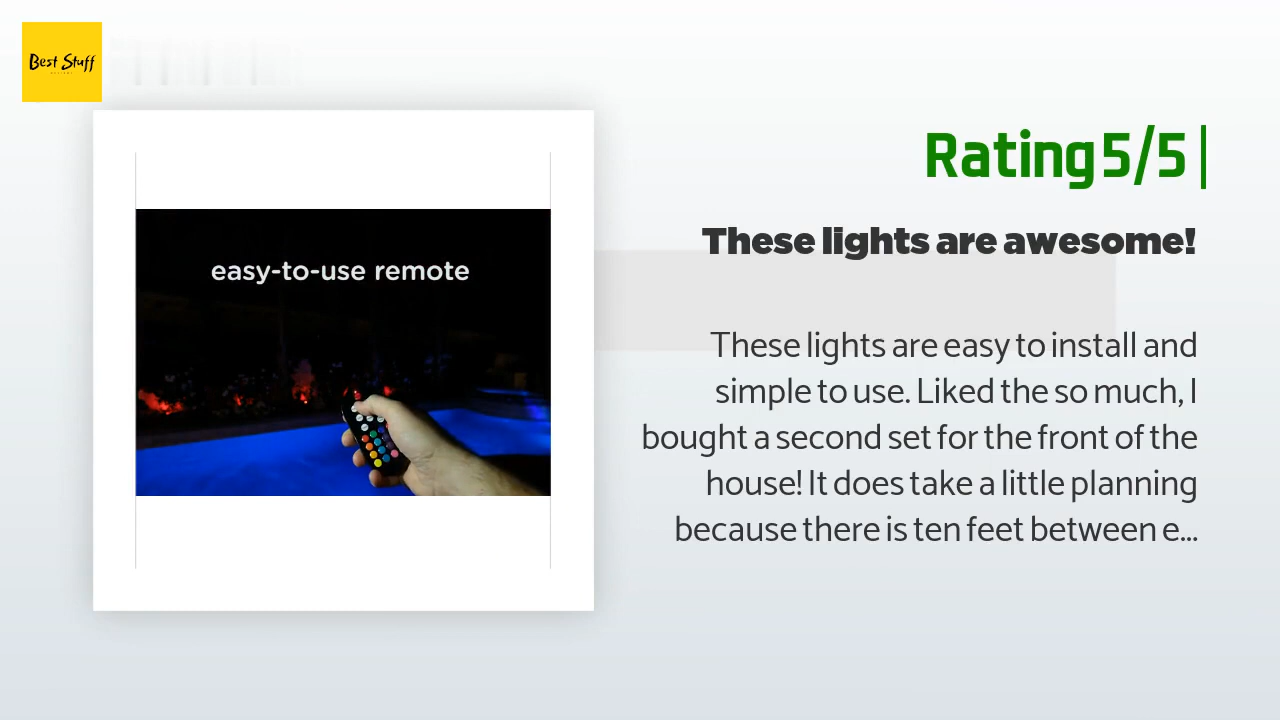 Best Stuff
easy-to-use remote
Rating 5/5 |
These lights are awesome!
These lights are easy to install and
simple to use. Liked the so much, I
bought a second set for the front of the
house! It does take a little planning
because there is ten feet between e...